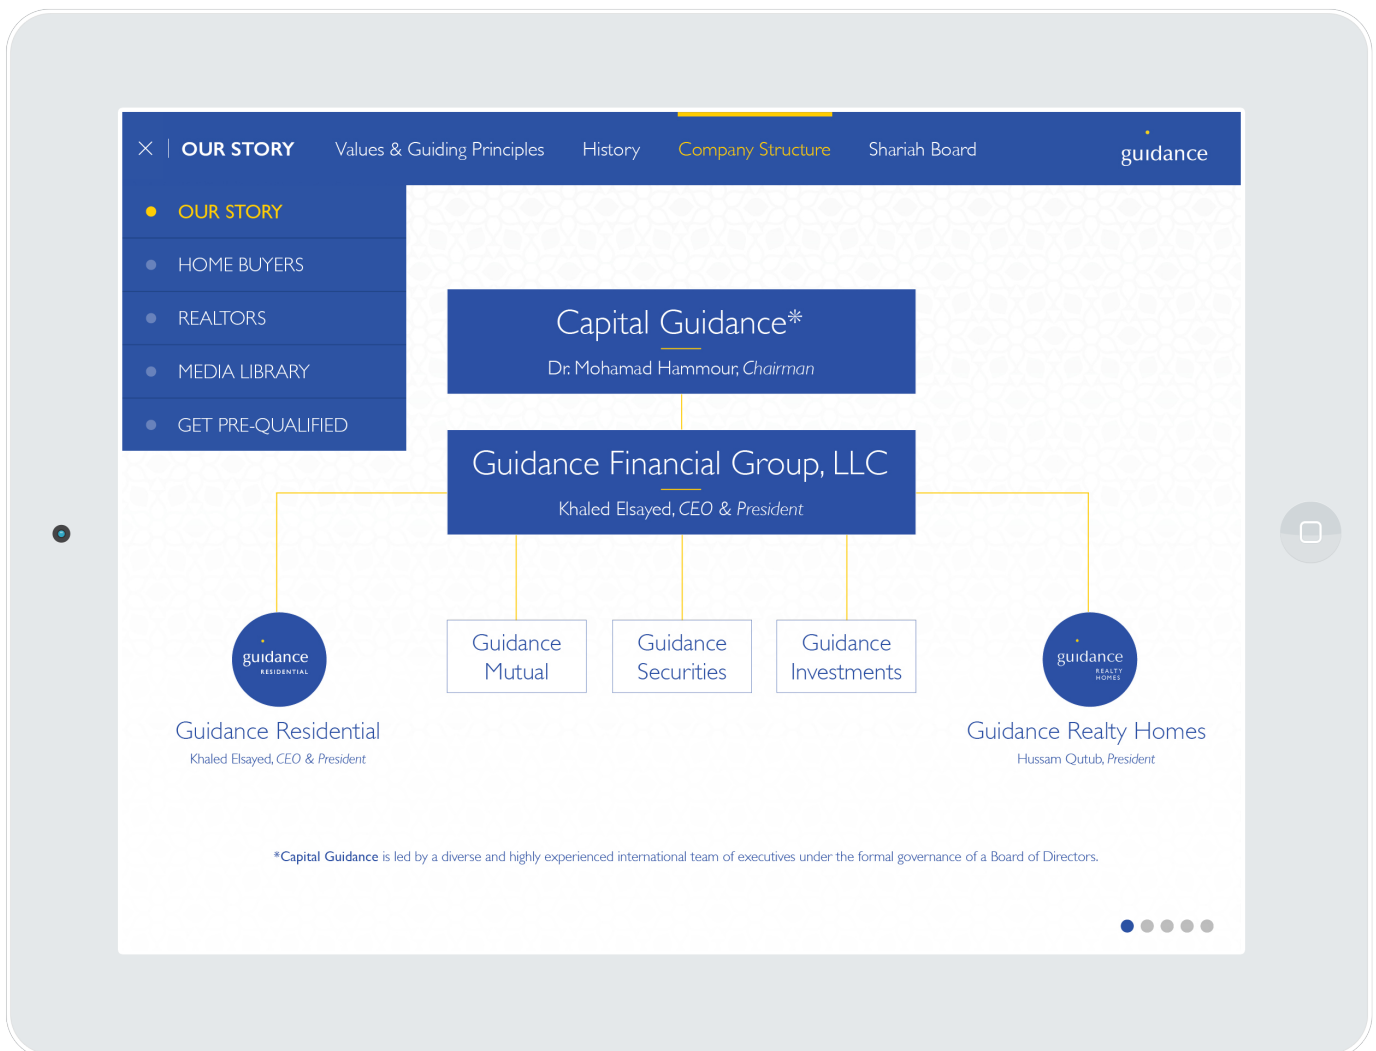 OUR STORY
Values & Guiding Principles
History
Company Structure
Shariah Board
guidance
OUR STORY
HOME BUYERS
REALTORS
MEDIA LIBRARY
GET PRE-QUALIFIED
Capital Guidance*
Dr. Mohamad Hammour, Chairman
Guidance Financial Group, LLC
Khaled Elsayed, CEO & President
guidance
RESIDENTIAL
Guidance Residential
Khaled Elsayed, CEO & President
Guidance
Mutual
Guidance
Securities
Guidance
Investments
guidance
REALTY
HOMES
Guidance Realty Homes
Hussam Qutub, President
*Capital Guidance is led by a diverse and highly experienced international team of executives under the formal governance of a Board of Directors.